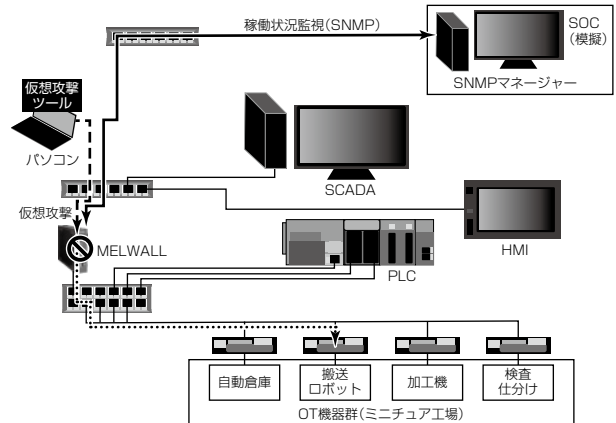 稼働状況監視(SNMP)
SOC
(模擬)
SNMPマネージャー
仮想攻撃
ツール
パソコン
SCADA
仮想攻撃
MELWALL
HMI
PLC
自動倉庫
搬送
ロボット
加工機
検査
仕分け
OT機器群(ミニチュア工場)